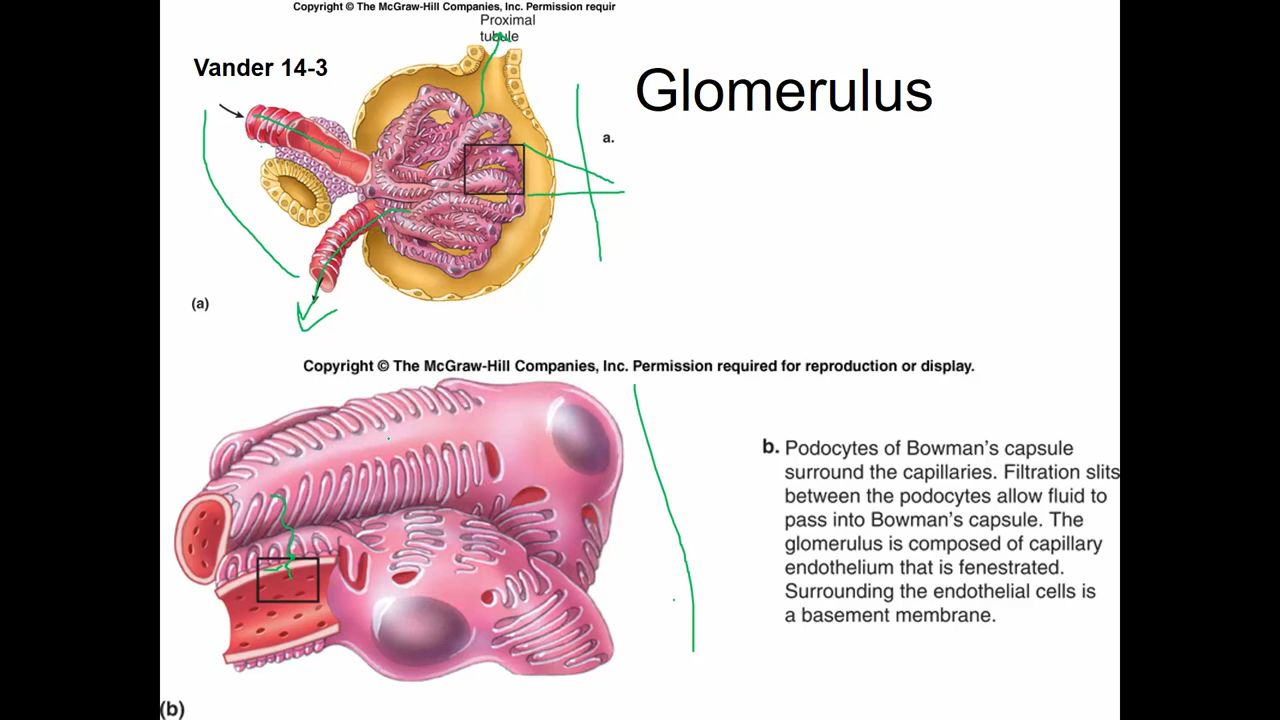 Copyright © The McGraw-Hill Companies, Inc. Permission requir
Proximal
tubule
Vander 14-3
Glomerulus
a.
(a)
Copyright © The McGraw-Hill Companies, Inc. Permission required for reproduction or display.
b. Podocytes of Bowman's capsule
surround the capillaries. Filtration slits
between the podocytes allow fluid to
pass into Bowman's capsule. The
glomerulus is composed of capillary
endothelium that is fenestrated.
Surrounding the endothelial cells is
a basement membrane.
(b)